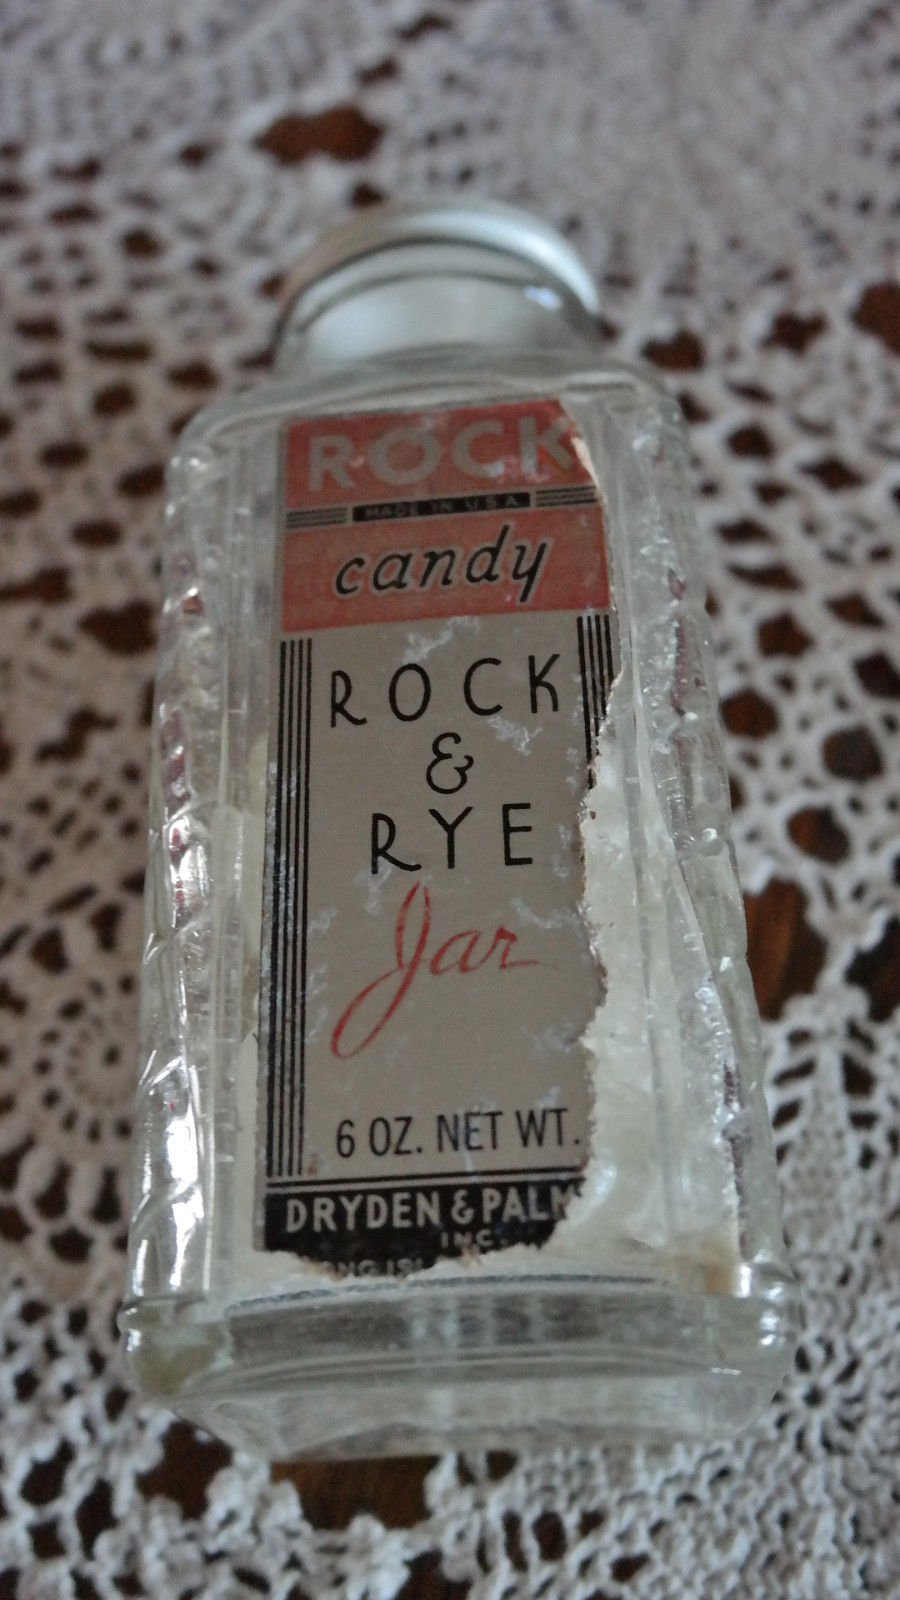 ROCK
MADE IN U.S.A.
candy
ROCK
&
RYE
Jar
6 OZ. NET WT.
DRYDEN & PALM
INC.